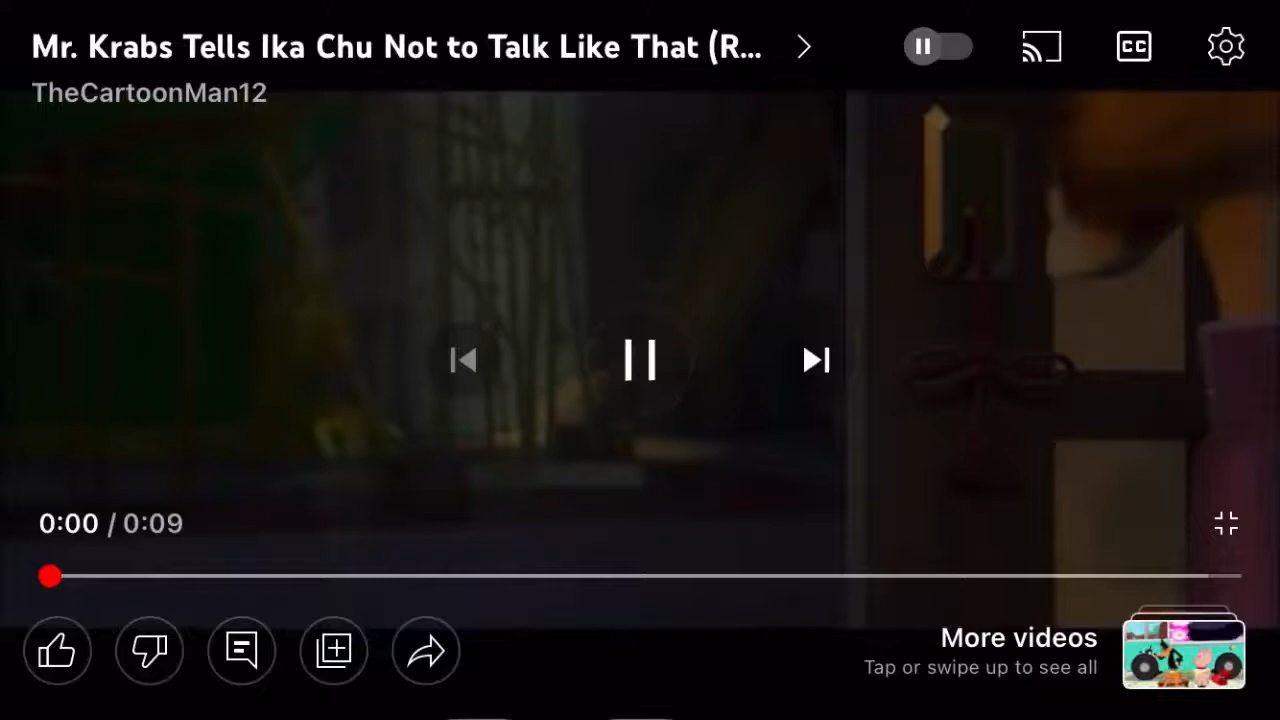 Mr. Krabs Tells Ika Chu Not to Talk Like That (R...
TheCartoonMan12
CC
0:00 / 0:09
More videos
Tap or swipe up to see all